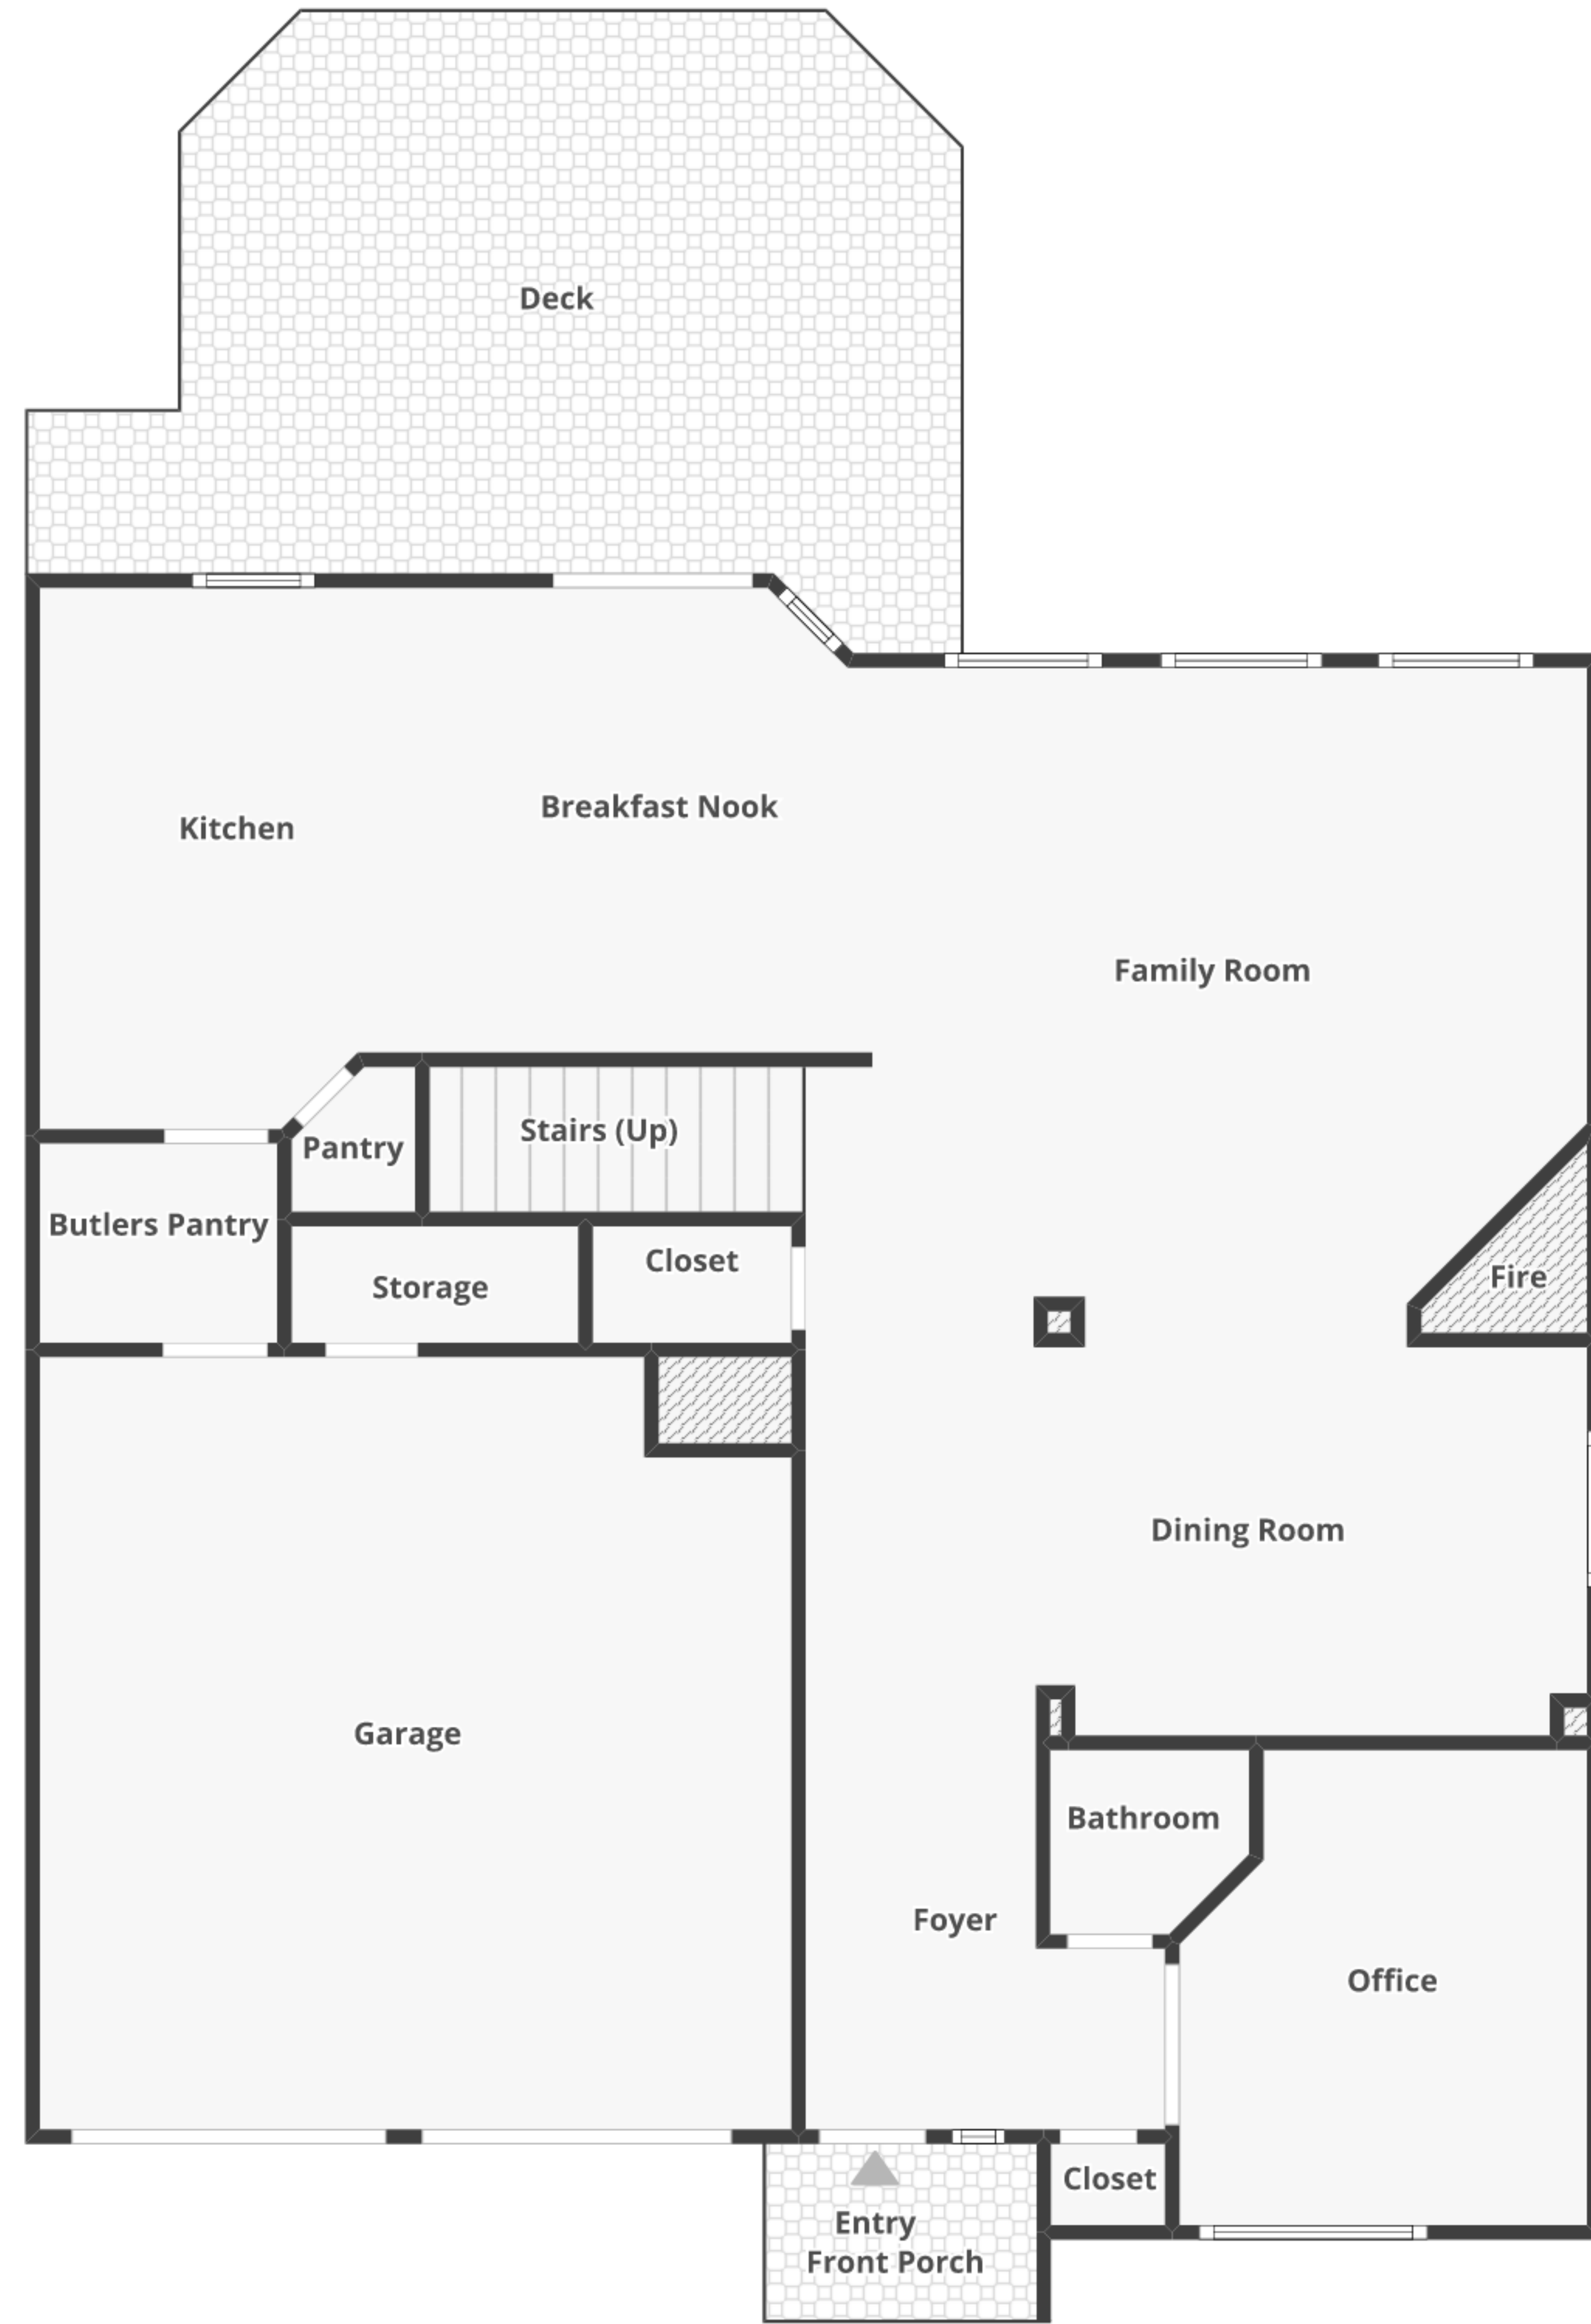 Deck
Breakfast Nook
Kitchen
Family Room
Stairs (Up)
Pantry
Butlers Pantry
Closet
Fire
Storage
Dining Room
Garage
Bathroom
Foyer
Office
Closet
Entry
Front Porch